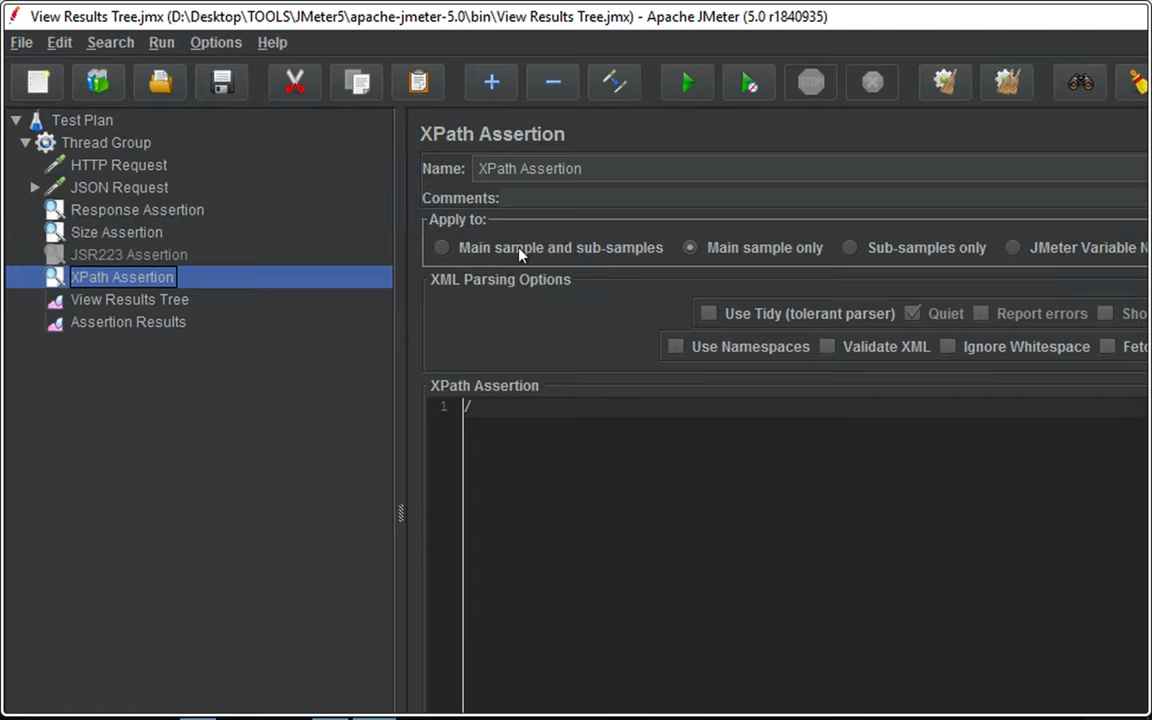 View Results Tree.jmx (D:\Desktop\TOOLS\JMeter5\apache-jmeter-5.0\bin\View Results Tree.jmx) - Apache JMeter (5.0 r1840935)
File Edit Search Run Options Help
Test Plan
Thread Group
HTTP Request
JSON Request
Response Assertion
Size Assertion
JSR223 Assertion
XPath Assertion
View Results Tree
Assertion Results
XPath Assertion
Name: XPath Assertion
Comments:
Apply to:
Main sample and sub-samples Main sample only Sub-samples only JMeter Variable N
XML Parsing Options
Use Tidy (tolerant parser) Quiet Report errors Sho
Use Namespaces Validate XML Ignore Whitespace Fetc
XPath Assertion
1 /